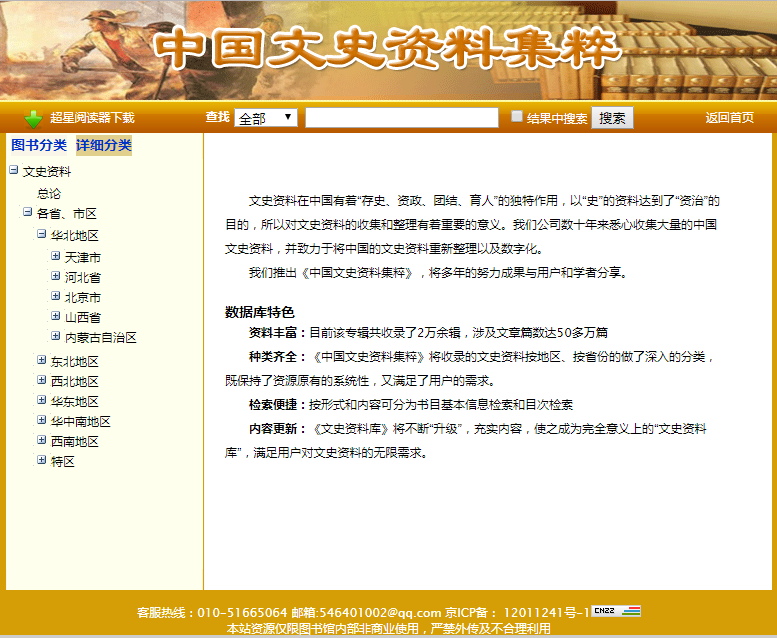 中国文史资料集粹
超星阅读器下载 查找 全部 结果中搜索 搜索 返回首页
图书分类 详细分类
文史资料
总论
各省、市区
华北地区
天津市
河北省
北京市
山西省
内蒙古自治区
东北地区
西北地区
华东地区
华中南地区
西南地区
特区
文史资料在中国有着“存史、资政、团结、育人”的独特作用，以“史”的资料达到了“资治”的
目的，所以对文史资料的收集和整理有着重要的意义。我们公司数十年来悉心收集大量的中国
文史资料，并致力于将中国的文史资料重新整理以及数字化。
我们推出《中国文史资料集粹》，将多年的努力成果与用户和学者分享。
数据库特色
资料丰富：目前该专辑共收录了2万余辑，涉及文章篇数达50多万篇
种类齐全：《中国文史资料集粹》将收录的文史资料按地区、按省份的做了深入的分类，
既保持了资源原有的系统性，又满足了用户的需求。
检索便捷：按形式和内容可分为书目基本信息检索和目次检索
内容更新：《文史资料库》将不断“升级”，充实内容，使之成为完全意义上的“文史资料
库”，满足用户对文史资料的无限需求。
客服热线：010-51665064 邮箱:546401002@qq.com 京ICP备： 12011241号-1 CNZZ
本站资源仅限图书馆内部非商业使用，严禁外传及不合理利用